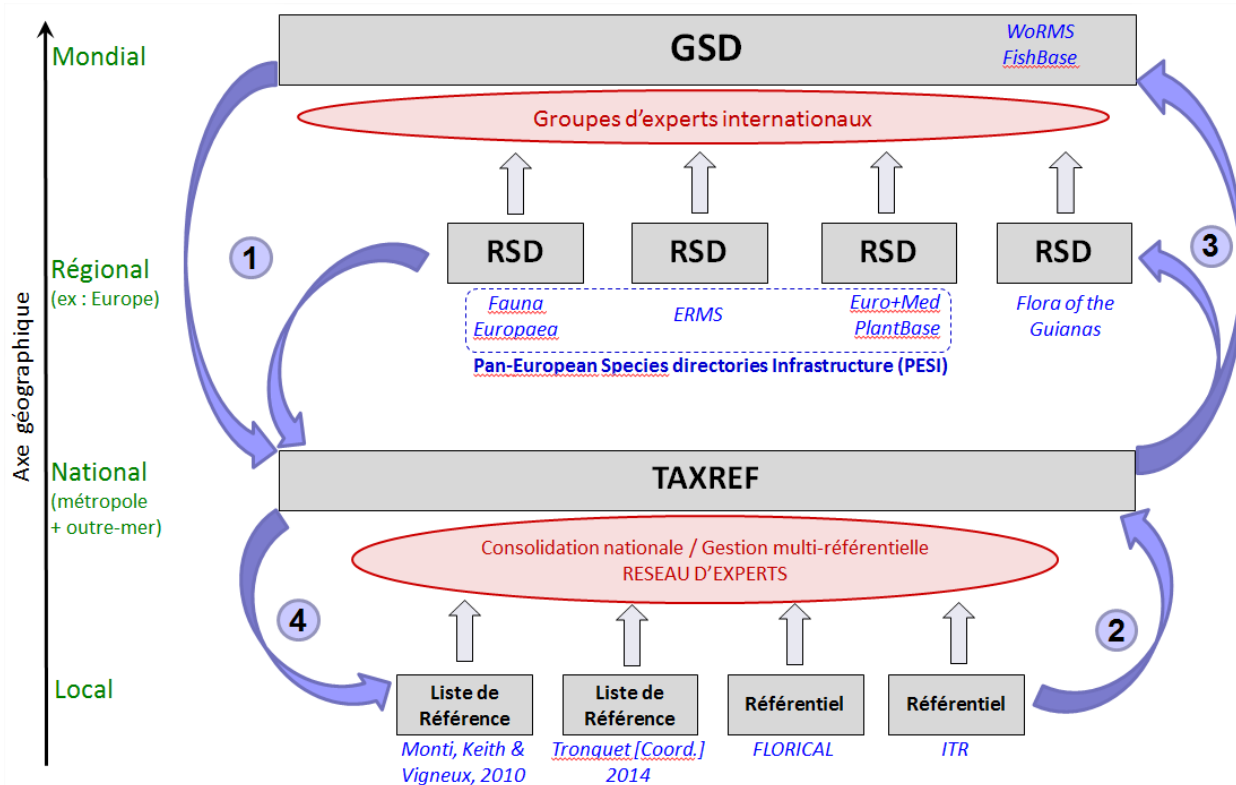 Axe géographique
Mondial
GSD
WoRMS
FishBase
Groupes d'experts internationaux
1
3
Régional
(ex : Europe)
RSD
RSD
RSD
RSD
Fauna
Europaea
ERMS
Euro+Med
PlantBase
Flora of the
Guianas
Pan-European Species directories Infrastructure (PESI)
National
(métropole
+ outre-mer)
TAXREF
Consolidation nationale / Gestion multi-référentielle
RESEAU D'EXPERTS
4
2
Local
Liste de
Référence
Liste de
Référence
Référentiel
Référentiel
Monti, Keith &
Vigneux, 2010
Tronquet [Coord.]
2014
FLORICAL
ITR